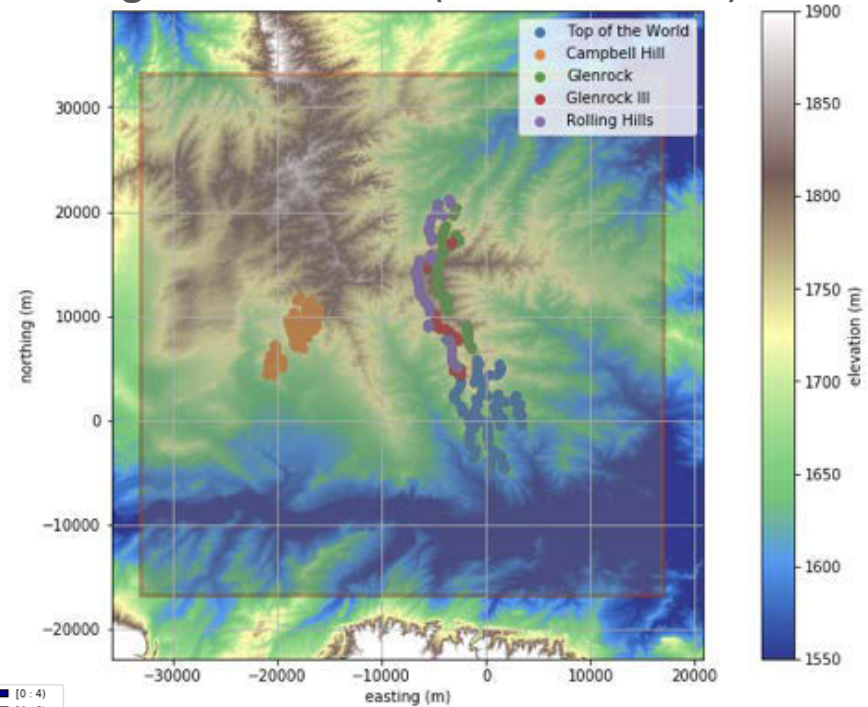 Top of the World
Campbell Hill
Glenrock
Glenrock III
Rolling Hills
30000
20000
10000
0
−10000
−20000
northing (m)
−30000
−20000
−10000
0
10000
20000
easting (m)
1900
1850
1800
1750
1700
1650
1600
1550
elevation (m)
[0 : 4)